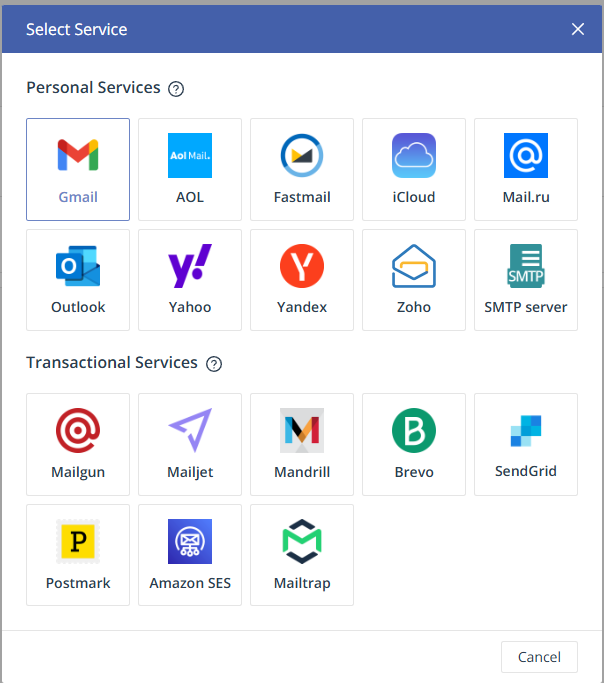 Select Service
Personal Services ?
Aol Mail.
Gmail AOL Fastmail iCloud Mail.ru
O y! Y SMTP
Outlook Yahoo Yandex Zoho SMTP server
Transactional Services ?
M B
Mailgun Mailjet Mandrill Brevo SendGrid
P
Postmark Amazon SES Mailtrap
Cancel